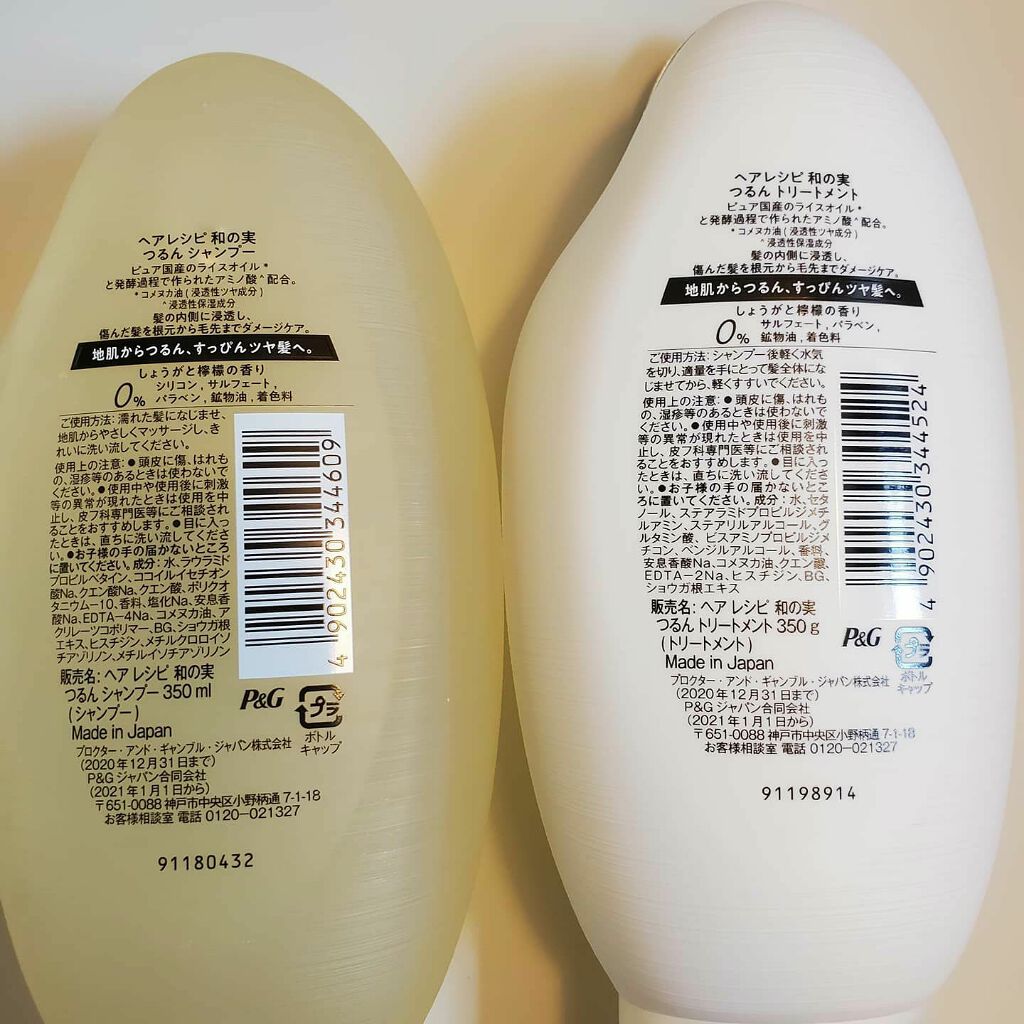 ヘアレシピ 和の実
つるん シャンプー
ピュア国産のライスオイル*
と発酵過程で作られたアミノ酸^配合。
*コメヌカ油(浸透性ツヤ成分)
^浸透性保湿成分
髪の内側に浸透し、
傷んだ髪を根元から毛先までダメージケア。
地肌からつるん、すっぴんツヤ髪へ。
しょうがと檸檬の香り
0% シリコン, サルフェート,
パラベン, 鉱物油, 着色料
ご使用方法: 濡れた髪になじませ、
地肌からやさしくマッサージし、き
れいに洗い流してください。
使用上の注意: ●頭皮に傷、はれも
の、湿疹等のあるときは使わないで
ください。●使用中や使用後に刺激
等の異常が現れたときは使用を中
止し、皮フ科専門医等にご相談され
ることをおすすめします。●目に入っ
たときは、直ちに洗い流してください。
●お子様の手の届かないところ
に置いてください。成分: 水、ラウラミド
プロピルベタイン、ココイルイセチオン
酸Na、クエン酸Na、クエン酸、ポリクオ
タニウム-10、香料、塩化Na、安息香
酸Na、EDTA-4Na、コメヌカ油、ア
クリレーツコポリマー、BG、ショウガ根
エキス、ヒスチジン、メチルクロロイソ
チアゾリノン、メチルイソチアゾリノン
4 902430 344609
販売名: ヘア レシピ 和の実
つるん シャンプー 350 ml
(シャンプー)
Made in Japan
P&G
プラ
ボトル
キャップ
プロクター・アンド・ギャンブル・ジャパン株式会社
(2020年12月31日まで)
P&G ジャパン合同会社
(2021年1月1日から)
〒651-0088 神戸市中央区小野柄通 7-1-18
お客様相談室 電話 0120-021327
91180432
ヘアレシピ 和の実
つるん トリートメント
ピュア国産のライスオイル*
と発酵過程で作られたアミノ酸^配合。
*コメヌカ油(浸透性ツヤ成分)
^浸透性保湿成分
髪の内側に浸透し、
傷んだ髪を根元から毛先までダメージケア。
地肌からつるん、すっぴんツヤ髪へ。
しょうがと檸檬の香り
0% サルフェート, パラベン,
鉱物油, 着色料
ご使用方法: シャンプー後軽く水気
を切り、適量を手にとって髪全体にな
じませてから、軽くすすいでください。
使用上の注意: ●頭皮に傷、はれも
の、湿疹等のあるときは使わないで
ください。●使用中や使用後に刺激
等の異常が現れたときは使用を中
止し、皮フ科専門医等にご相談され
ることをおすすめします。●目に入っ
たときは、直ちに洗い流してくださ
い。●お子様の手の届かないとこ
ろに置いてください。成分: 水、セタ
ノール、ステアラミドプロピルジメチ
ルアミン、ステアリルアルコール、グ
ルタミン酸、ビスアミノプロピルジメ
チコン、ベンジルアルコール、香料、
安息香酸Na、コメヌカ油、クエン酸、
EDTA-2Na、ヒスチジン、BG、
ショウガ根エキス
4 902430 344524
販売名: ヘア レシピ 和の実
つるん トリートメント 350 g
(トリートメント)
Made in Japan
P&G
プラ
ボトル
キャップ
プロクター・アンド・ギャンブル・ジャパン株式会社
(2020年12月31日まで)
P&G ジャパン合同会社
(2021年1月1日から)
〒651-0088 神戸市中央区小野柄通 7-1-18
お客様相談室 電話 0120-021327
91198914